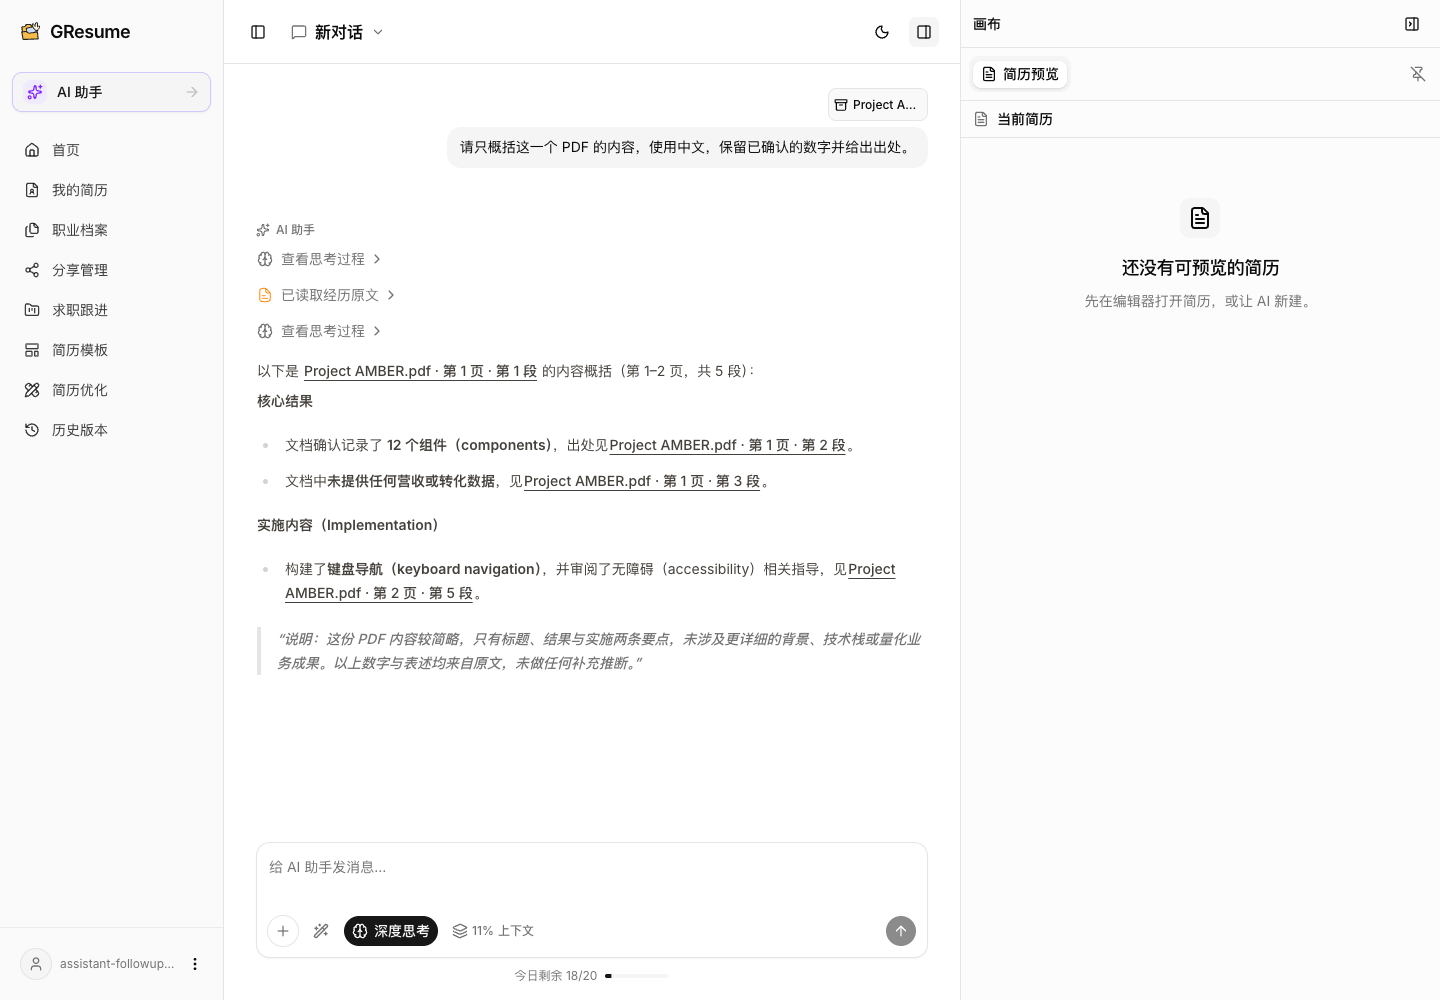 GResume
AI 助手
首页
我的简历
职业档案
分享管理
求职跟进
简历模板
简历优化
历史版本
assistant-followup...
新对话
Project A...
请只概括这一个 PDF 的内容，使用中文，保留已确认的数字并给出出处。
AI 助手
查看思考过程
已读取经历原文
查看思考过程
以下是 Project AMBER.pdf · 第 1 页 · 第 1 段 的内容概括（第 1–2 页，共 5 段）：
核心结果
文档确认记录了 12 个组件（components），出处见Project AMBER.pdf · 第 1 页 · 第 2 段。
文档中未提供任何营收或转化数据，见Project AMBER.pdf · 第 1 页 · 第 3 段。
实施内容（Implementation）
构建了键盘导航（keyboard navigation），并审阅了无障碍（accessibility）相关指导，见Project
AMBER.pdf · 第 2 页 · 第 5 段。
“说明：这份 PDF 内容较简略，只有标题、结果与实施两条要点，未涉及更详细的背景、技术栈或量化业
务成果。以上数字与表述均来自原文，未做任何补充推断。”
给 AI 助手发消息...
深度思考
11% 上下文
今日剩余 18/20
画布
简历预览
当前简历
还没有可预览的简历
先在编辑器打开简历，或让 AI 新建。